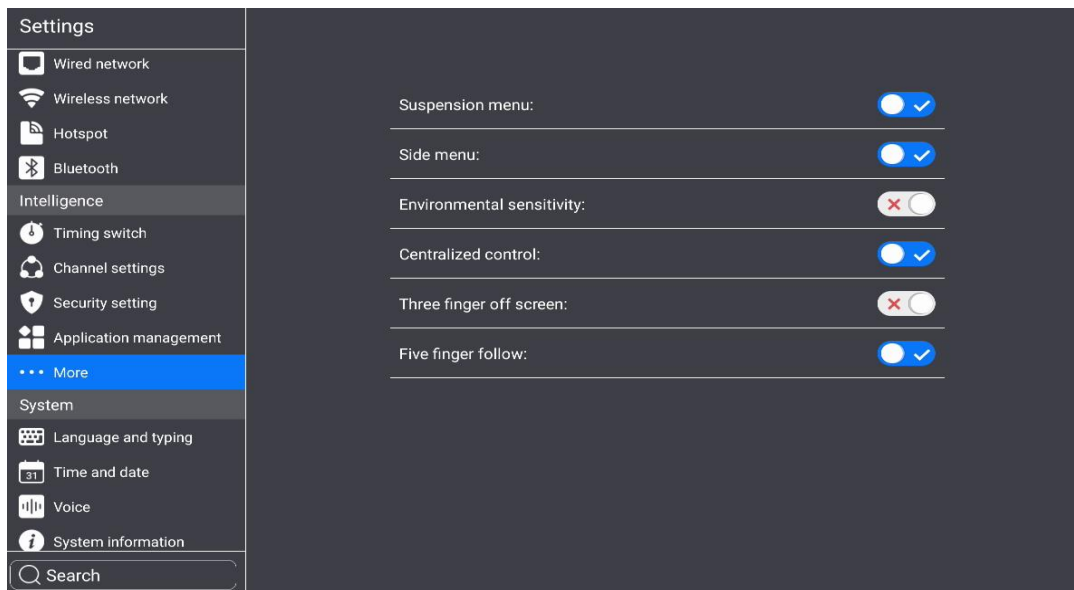 Settings
Wired network
Wireless network
Hotspot
Bluetooth
Intelligence
Timing switch
Channel settings
Security setting
Application management
More
System
Language and typing
31
Time and date
Voice
System information
Search
Suspension menu:
Side menu:
Environmental sensitivity:
Centralized control:
Three finger off screen:
Five finger follow: